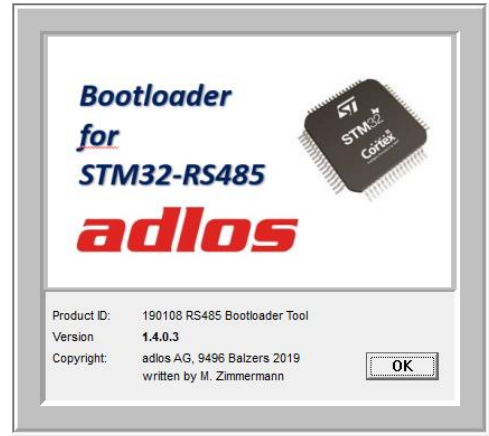 Bootloader
for
STM32-RS485
STM32
Cortex
adlos
Product ID: 190108 RS485 Bootloader Tool
Version 1.4.0.3
Copyright: adlos AG, 9496 Balzers 2019
written by M. Zimmermann
OK